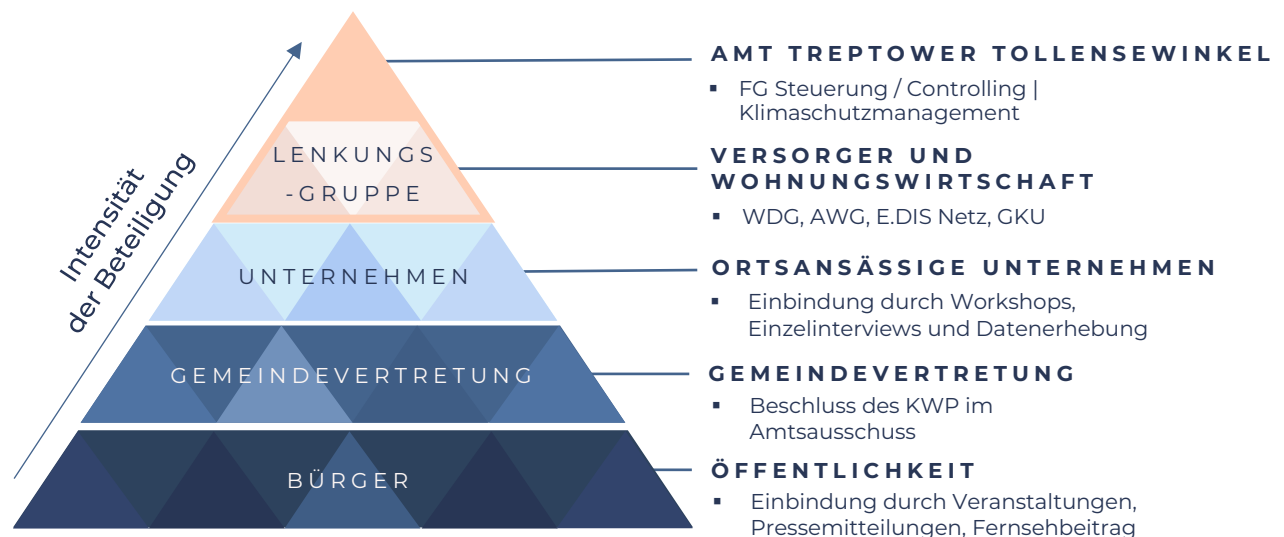 Intensität
der Beteiligung
LENKUNGS
-GRUPPE
UNTERNEHMEN
GEMEINDEVERTRETUNG
BÜRGER
AMT TREPTOWER TOLLENSEWINKEL
▪ FG Steuerung / Controlling |
Klimaschutzmanagement
VERSORGER UND
WOHNUNGSWIRTSCHAFT
▪ WDG, AWG, E.DIS Netz, GKU
ORTSANSÄSSIGE UNTERNEHMEN
▪ Einbindung durch Workshops,
Einzelinterviews und Datenerhebung
GEMEINDEVERTRETUNG
▪ Beschluss des KWP im
Amtsausschuss
ÖFFENTLICHKEIT
▪ Einbindung durch Veranstaltungen,
Pressemitteilungen, Fernsehbeitrag